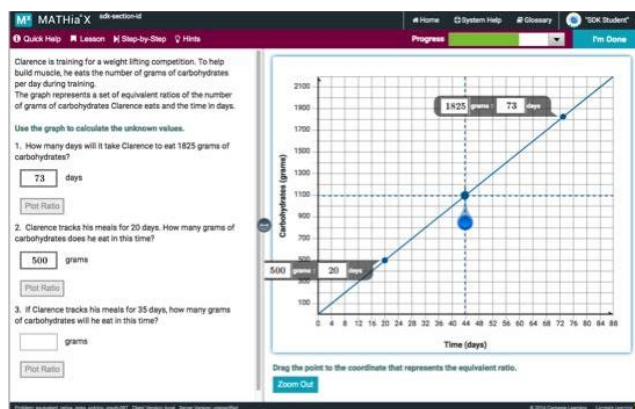 MATHia X sdk-section-id
Home System Help Glossary "SDK Student"
Quick Help Lesson Step-by-Step Hints Progress I'm Done
Clarence is training for a weight lifting competition. To help
build muscle, he eats the number of grams of carbohydrates
per day during training.
The graph represents a set of equivalent ratios of the number
of grams of carbohydrates Clarence eats and the time in days.
Use the graph to calculate the unknown values.
1. How many days will it take Clarence to eat 1825 grams of
carbohydrates?
73 days
Plot Ratio
2. Clarence tracks his meals for 20 days. How many grams of
carbohydrates does he eat in this time?
500 grams
Plot Ratio
3. If Clarence tracks his meals for 35 days, how many grams
of carbohydrates will he eat in this time?
grams
Plot Ratio
Carbohydrates (grams)
2100
1900
1700
1500
1300
1100
900
700
500
300
100
1825 grams : 73 days
500 grams : 20 days
0 4 8 12 16 20 24 28 32 36 40 44 48 52 56 60 64 68 72 76 80 84 88
Time (days)
Drag the point to the coordinate that represents the equivalent ratio.
Zoom Out